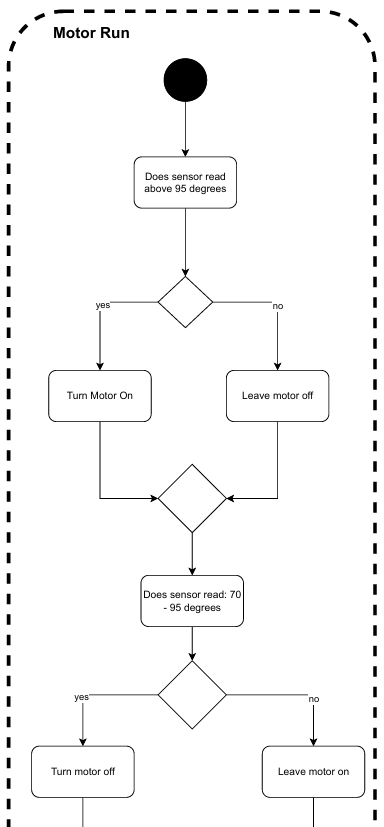 Motor Run
Does sensor read
above 95 degrees
yes
no
Turn Motor On
Leave motor off
Does sensor read: 70
- 95 degrees
yes
no
Turn motor off
Leave motor on